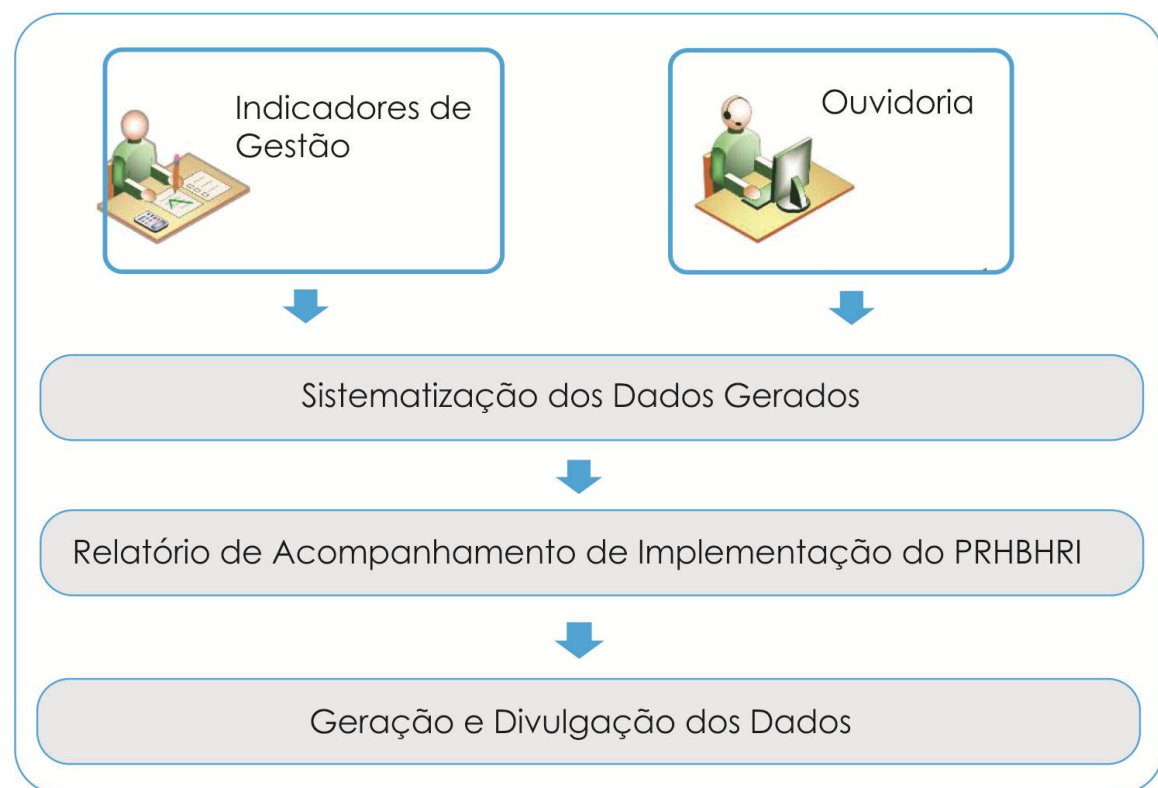 Indicadores de
Gestão
Ouvidoria
Sistematização dos Dados Gerados
Relatório de Acompanhamento de Implementação do PRHBHRI
Geração e Divulgação dos Dados